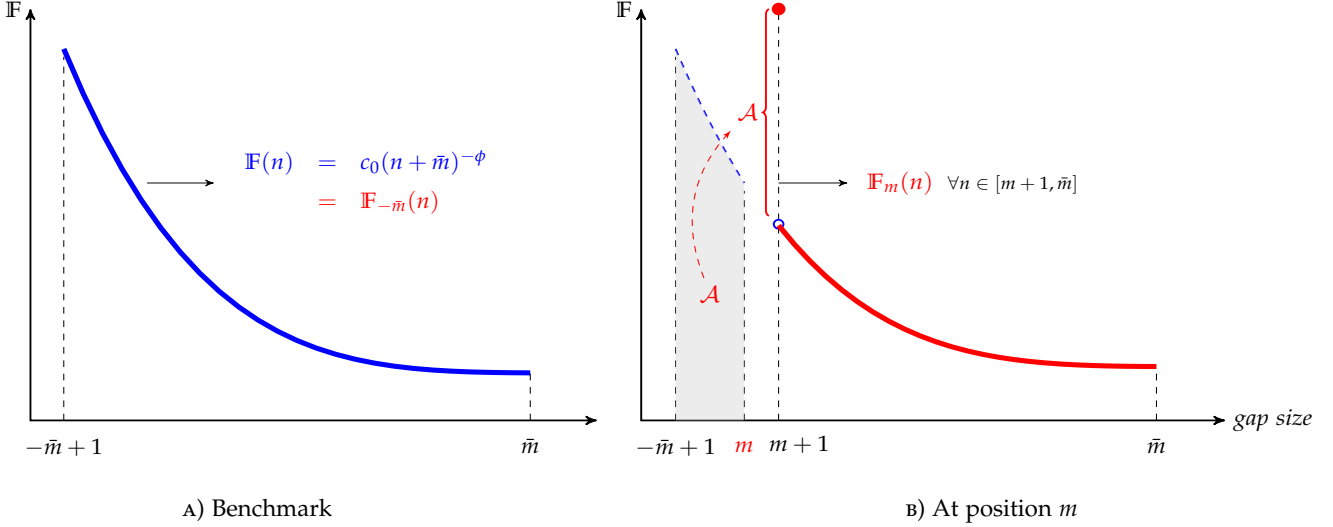 𝔽
𝔽(n) = c₀(n + m̄)^{−ϕ}
= 𝔽₋m̄(n)
−m̄ + 1
m̄
ᴀ) Benchmark
𝔽
𝒜
𝔽ₘ(n) ∀n ∈ [m + 1, m̄]
𝒜
gap size
−m̄ + 1
m
m + 1
m̄
ʙ) At position m